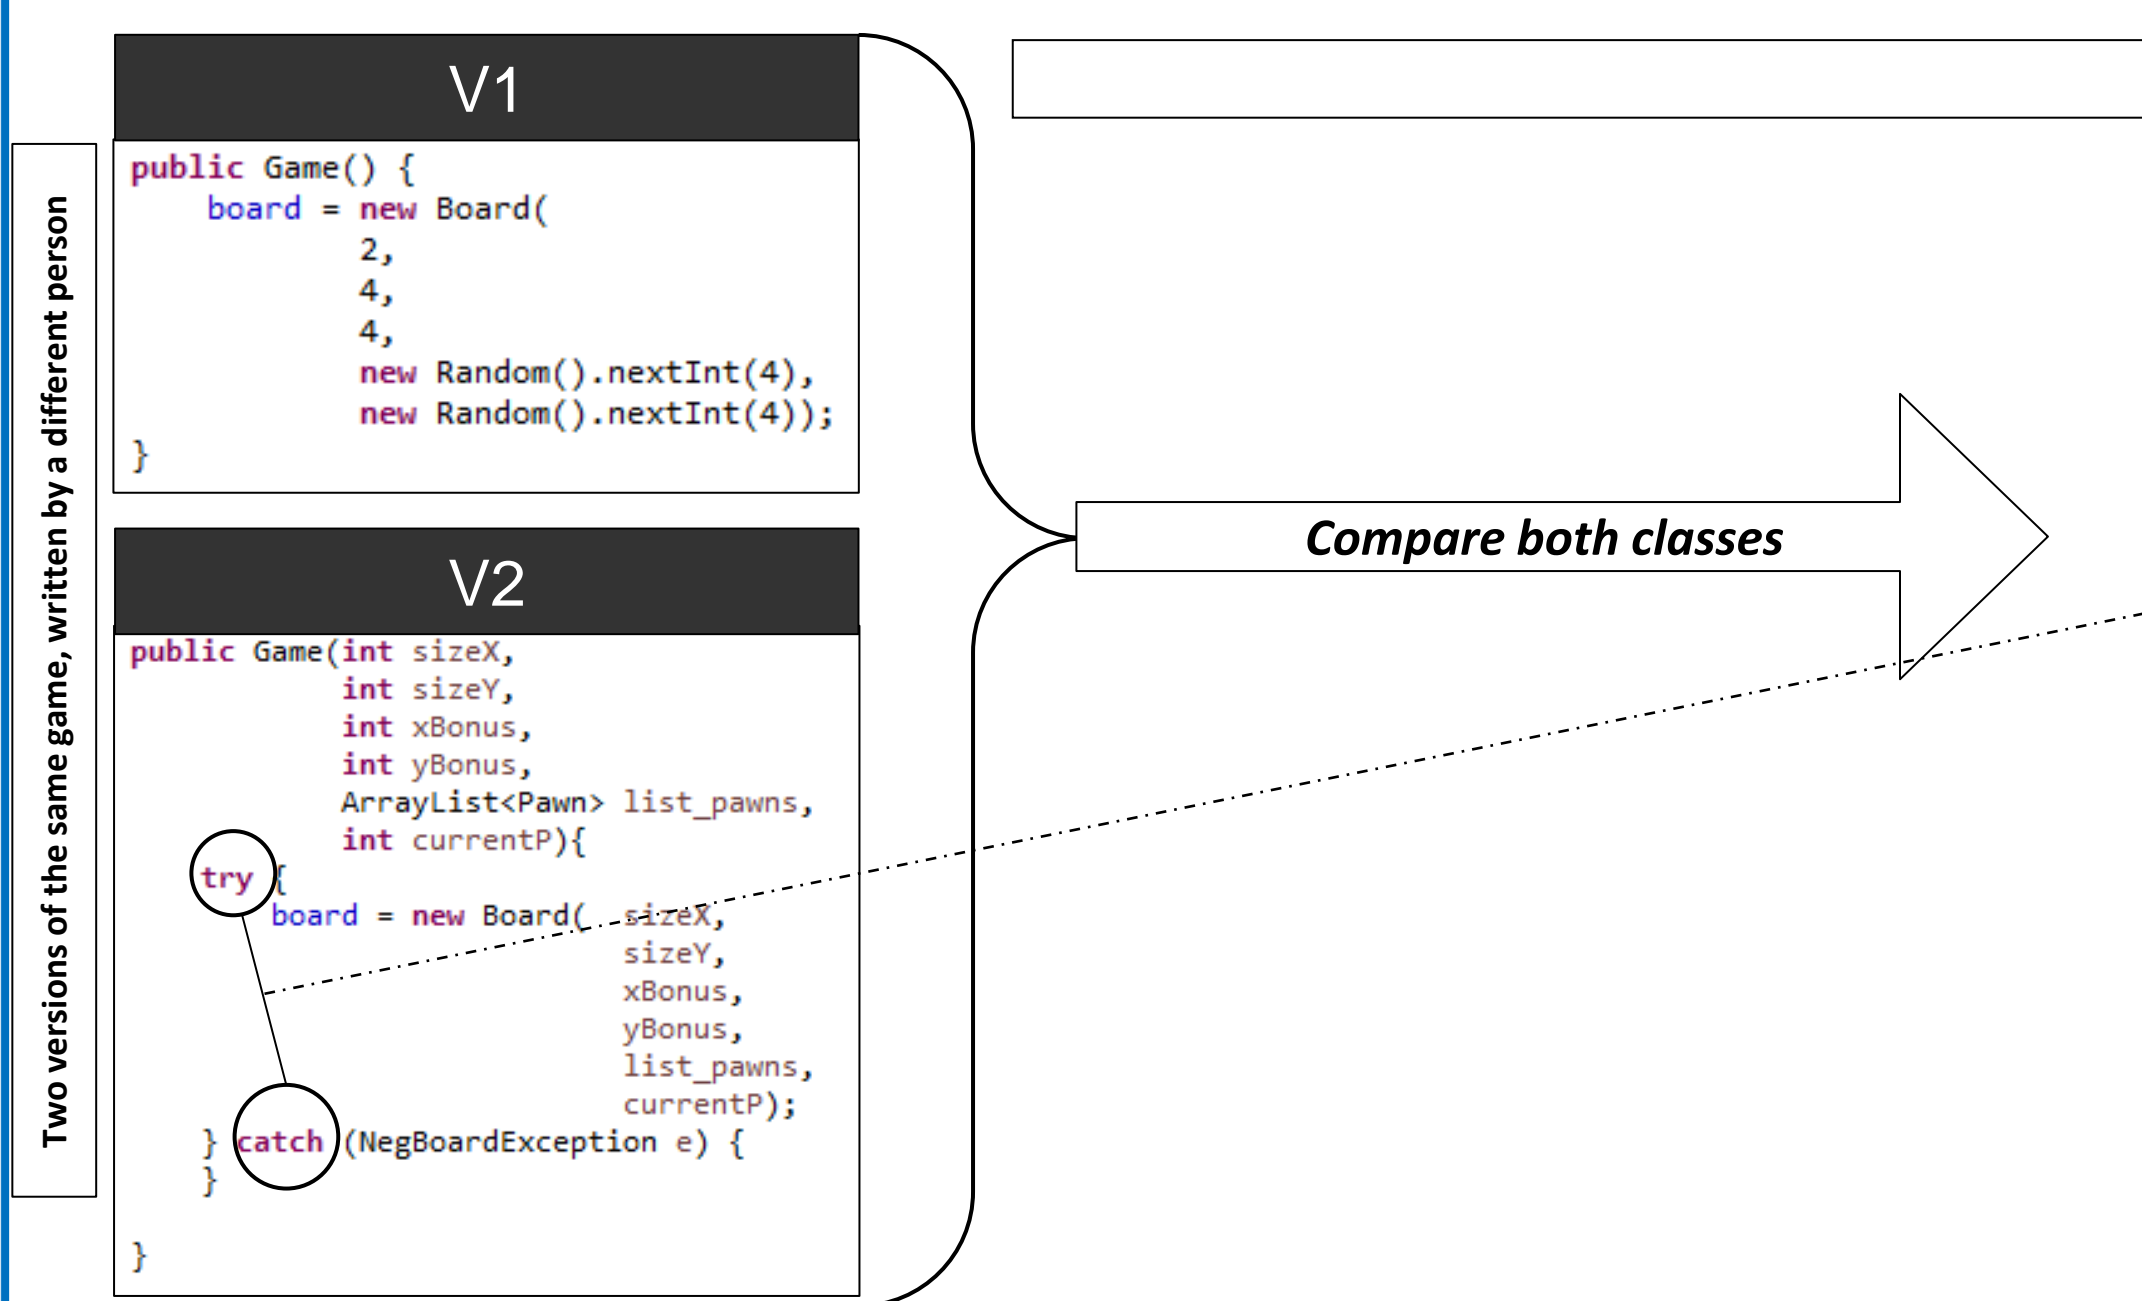 Two versions of the same game, written by a different person
V1
public Game() {
board = new Board(
2,
4,
4,
new Random().nextInt(4),
new Random().nextInt(4));
}
V2
public Game(int sizeX,
int sizeY,
int xBonus,
int yBonus,
ArrayList<Pawn> list_pawns,
int currentP){
try {
board = new Board( sizeX,
sizeY,
xBonus,
yBonus,
list_pawns,
currentP);
} catch (NegBoardException e) {
}
}
Compare both classes